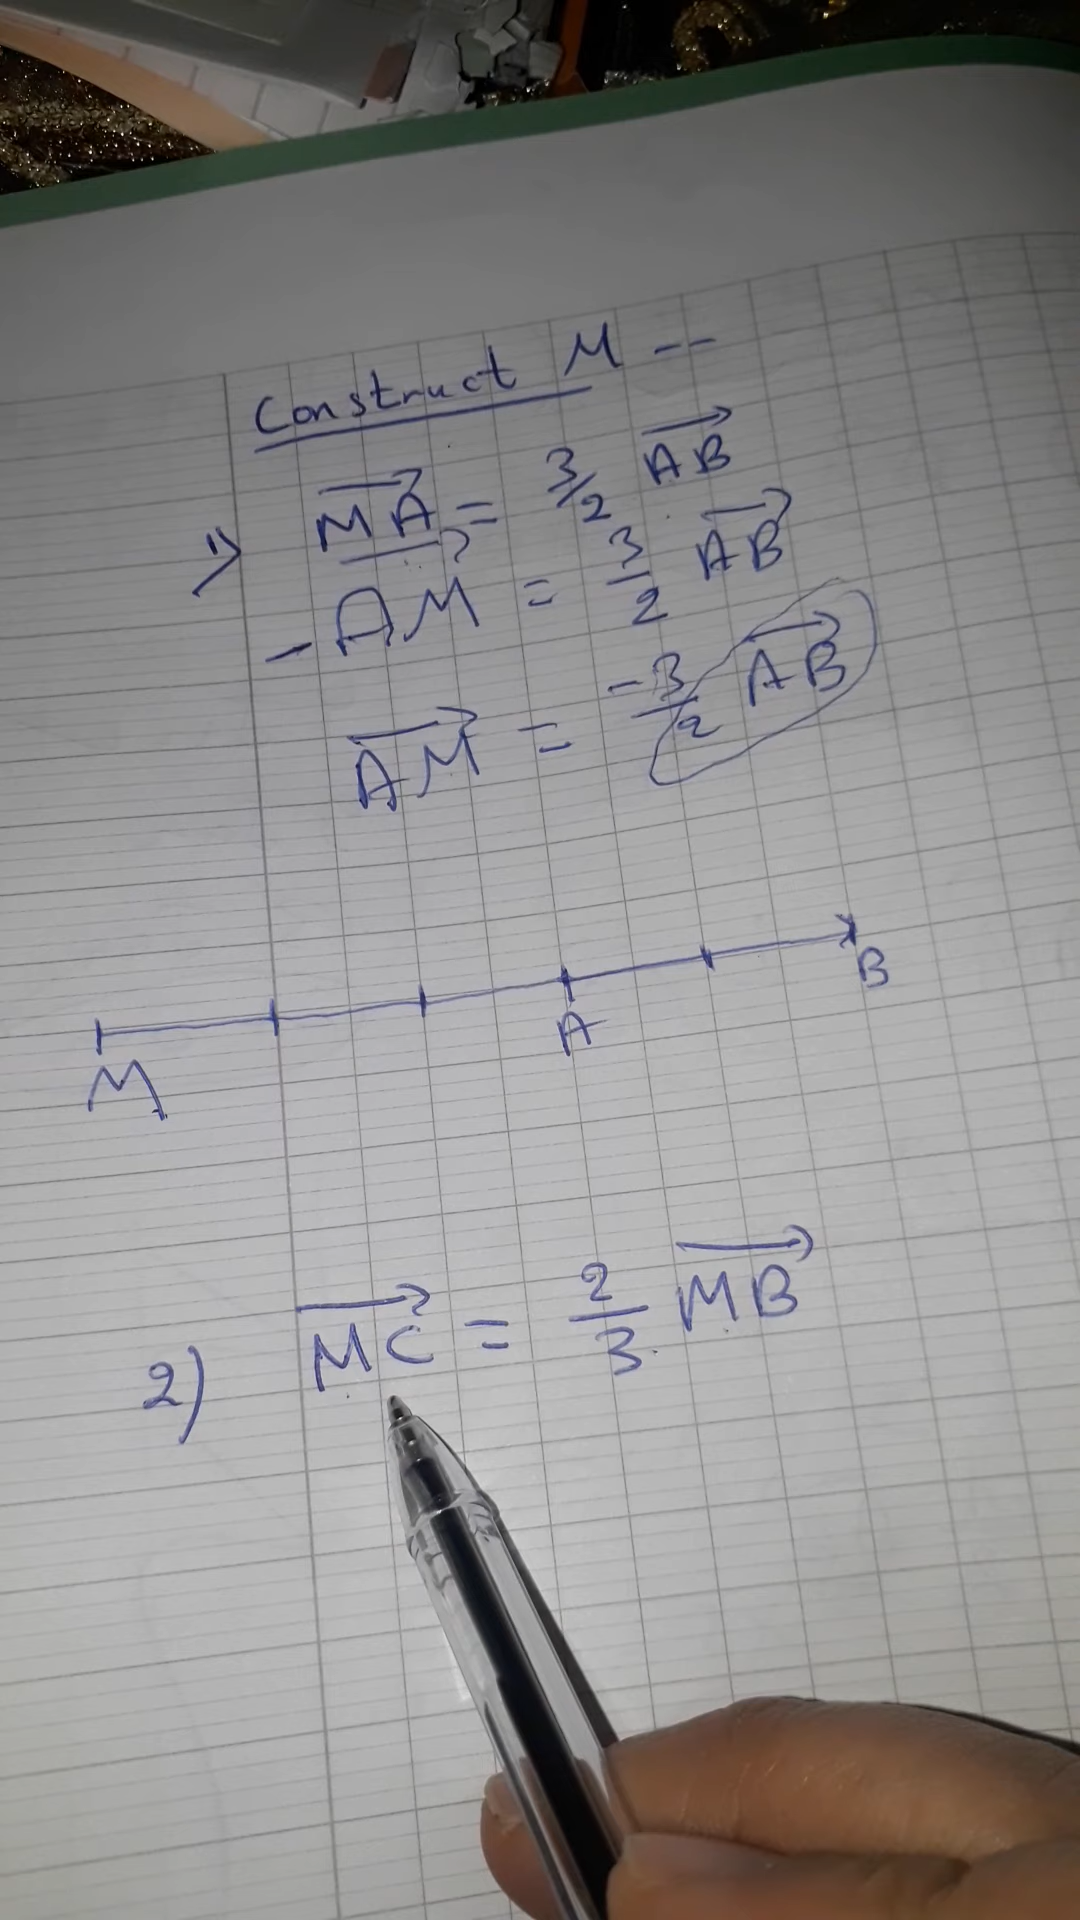 Construct M --
1) MA = 3/2 AB
- AM = 3/2 AB
AM = -3/2 AB
M A B
2) MC = 2/3 MB